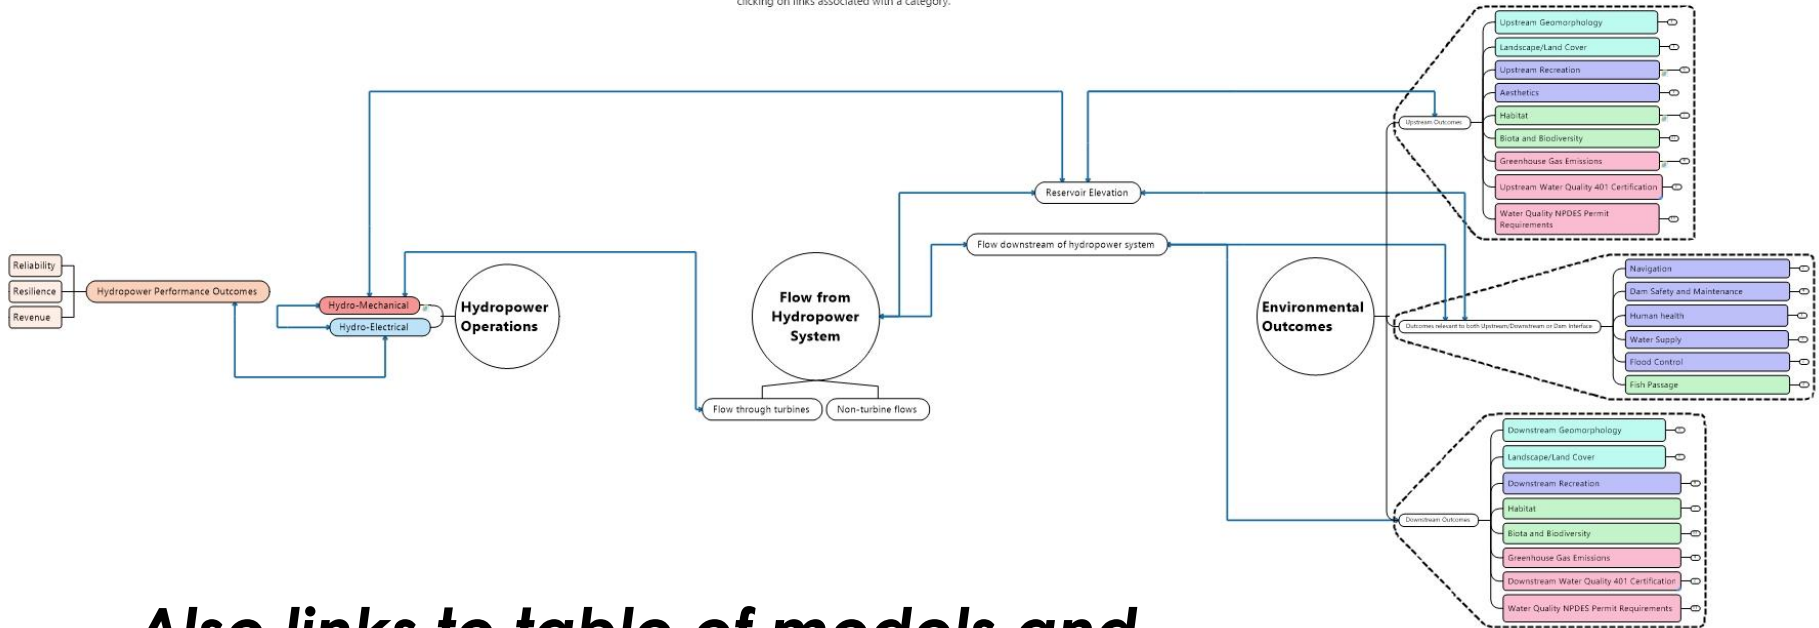 clicking on links associated with a category.
Reliability
Resilience
Revenue
Hydropower Performance Outcomes
Hydro-Mechanical
Hydro-Electrical
Hydropower
Operations
Flow from
Hydropower
System
Flow through turbines
Non-turbine flows
Reservoir Elevation
Flow downstream of hydropower system
Environmental
Outcomes
Upstream Outcomes
Upstream Geomorphology
Landscape/Land Cover
Upstream Recreation
Aesthetics
Habitat
Biota and Biodiversity
Greenhouse Gas Emissions
Upstream Water Quality 401 Certification
Water Quality NPDES Permit
Requirements
Outcomes relevant to both Upstream/Downstream or Dam Interface
Navigation
Dam Safety and Maintenance
Human health
Water Supply
Flood Control
Fish Passage
Downstream Outcomes
Downstream Geomorphology
Landscape/Land Cover
Downstream Recreation
Habitat
Biota and Biodiversity
Greenhouse Gas Emissions
Downstream Water Quality 401 Certification
Water Quality NPDES Permit Requirements
Also links to table of models and